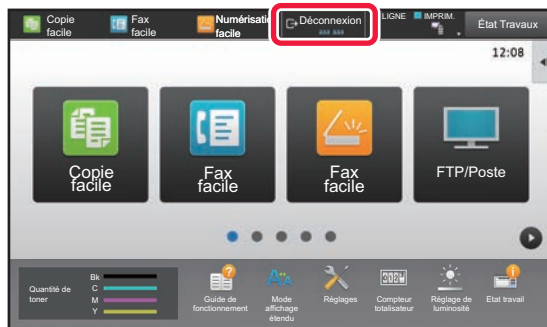 Copie
facile
Fax
facile
Numérisatio
facile
Déconnexion
LIGNE
IMPRIM.
État Travaux
12:08
Copie
facile
Fax
facile
Fax
facile
FTP/Poste
Quantité de
toner
Bk
C
M
Y
Guide de
fonctionnement
Mode
affichage
étendu
Réglages
Compteur
totalisateur
Réglage de
luminosité
Etat travail